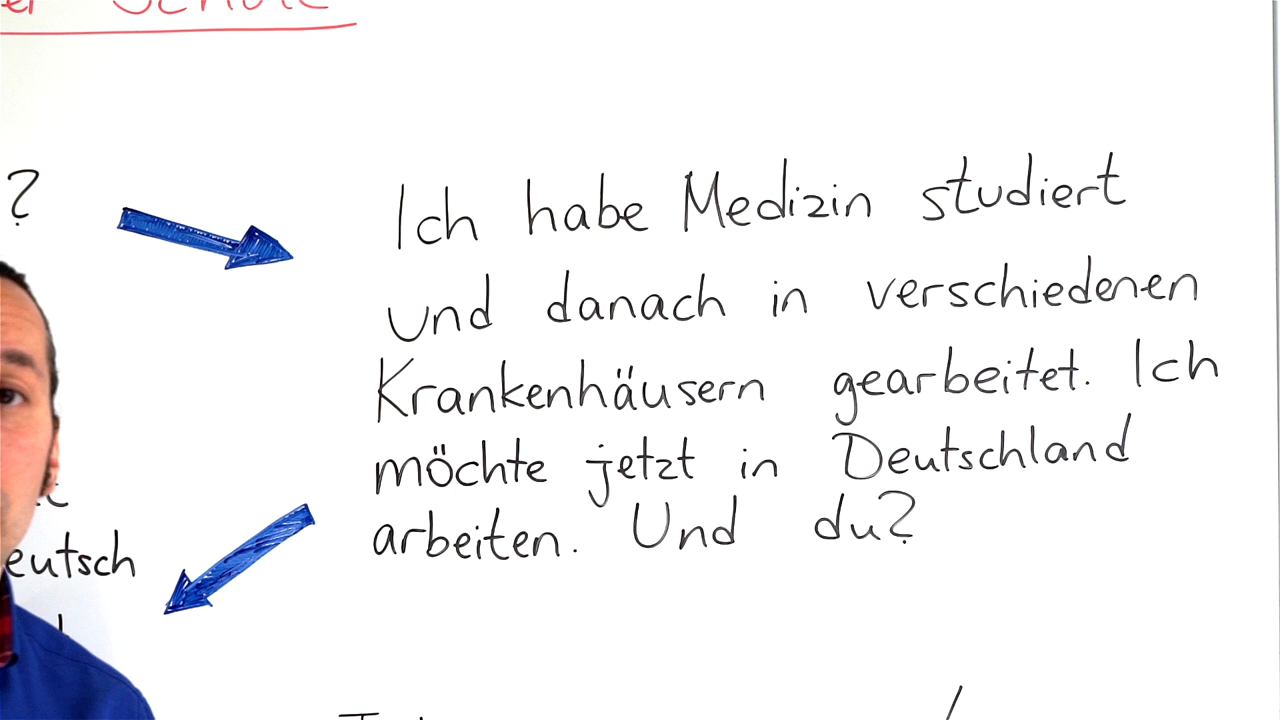 ?
Ich habe Medizin studiert
und danach in verschiedenen
Krankenhäusern gearbeitet. Ich
möchte jetzt in Deutschland
arbeiten. Und du?
eutsch